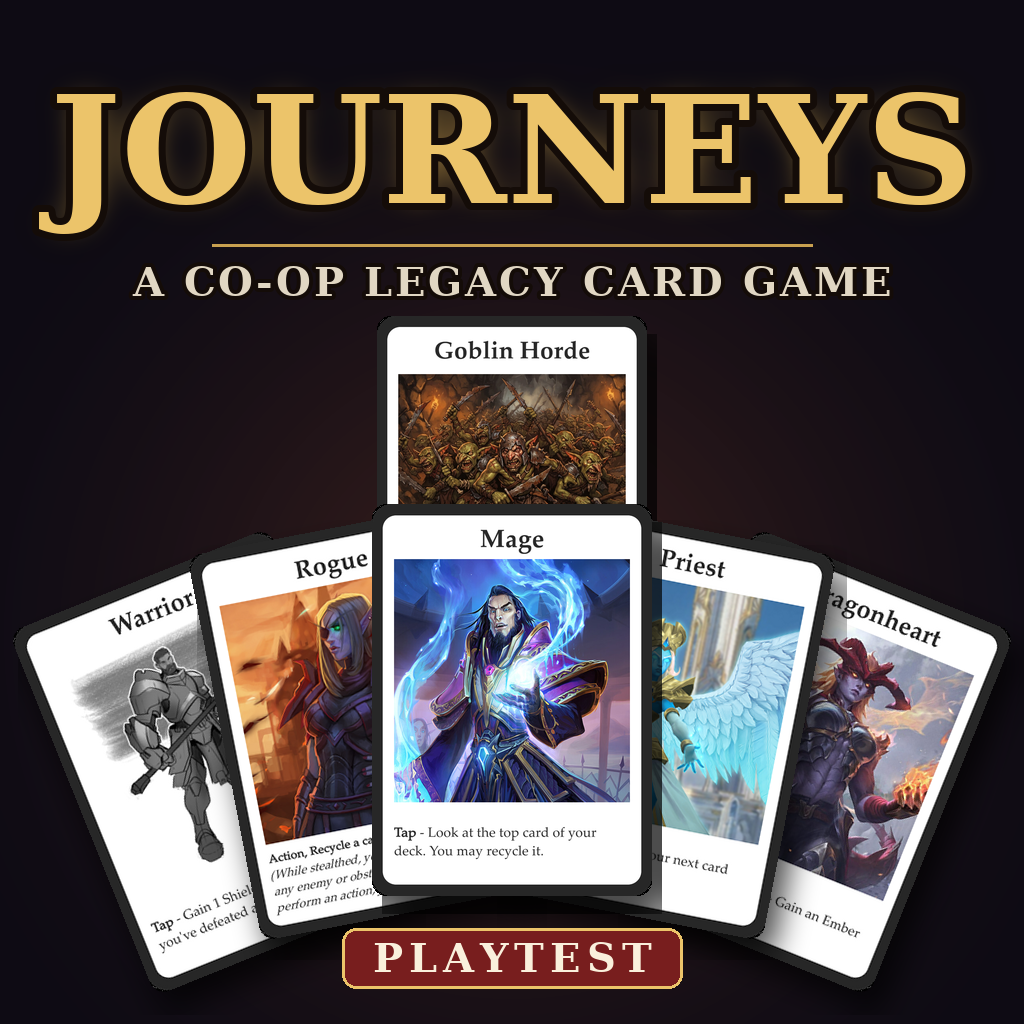 JOURNEYS
A CO-OP LEGACY CARD GAME
Goblin Horde
Warrior
Tap - Gain 1 Shiel
you've defeated a
Rogue
Action, Recycle a ca
(While stealthed, y
any enemy or obst
perform an action)
Mage
Tap - Look at the top card of your
deck. You may recycle it.
Priest
our next card
ragonheart
Gain an Ember
PLAYTEST